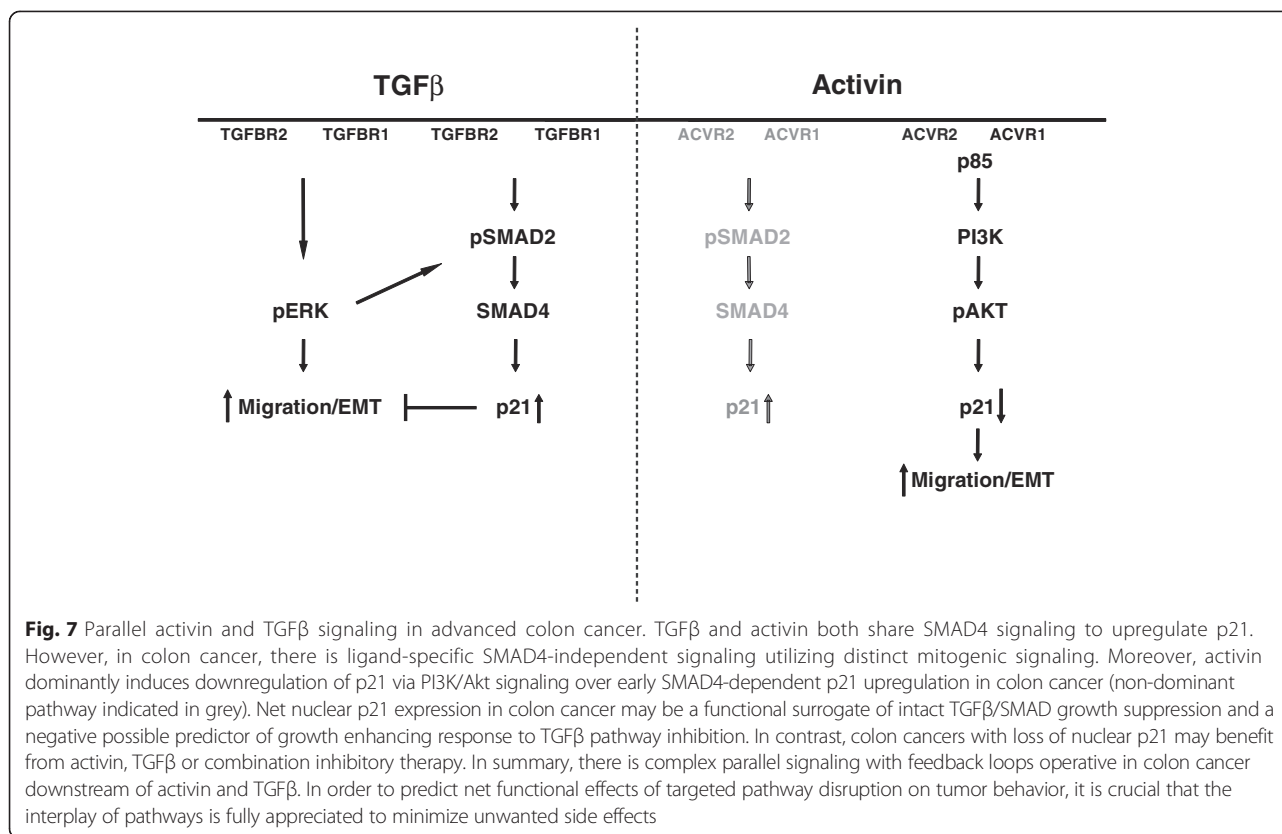 TGFβ Activin
TGFBR2 TGFBR1 TGFBR2 TGFBR1 ACVR2 ACVR1 ACVR2 ACVR1
p85
pSMAD2 pSMAD2 PI3K
pERK SMAD4 SMAD4 pAKT
Migration/EMT p21 p21 p21
Migration/EMT
Fig. 7 Parallel activin and TGFβ signaling in advanced colon cancer. TGFβ and activin both share SMAD4 signaling to upregulate p21.
However, in colon cancer, there is ligand-specific SMAD4-independent signaling utilizing distinct mitogenic signaling. Moreover, activin
dominantly induces downregulation of p21 via PI3K/Akt signaling over early SMAD4-dependent p21 upregulation in colon cancer (non-dominant
pathway indicated in grey). Net nuclear p21 expression in colon cancer may be a functional surrogate of intact TGFβ/SMAD growth suppression and a
negative possible predictor of growth enhancing response to TGFβ pathway inhibition. In contrast, colon cancers with loss of nuclear p21 may benefit
from activin, TGFβ or combination inhibitory therapy. In summary, there is complex parallel signaling with feedback loops operative in colon cancer
downstream of activin and TGFβ. In order to predict net functional effects of targeted pathway disruption on tumor behavior, it is crucial that the
interplay of pathways is fully appreciated to minimize unwanted side effects